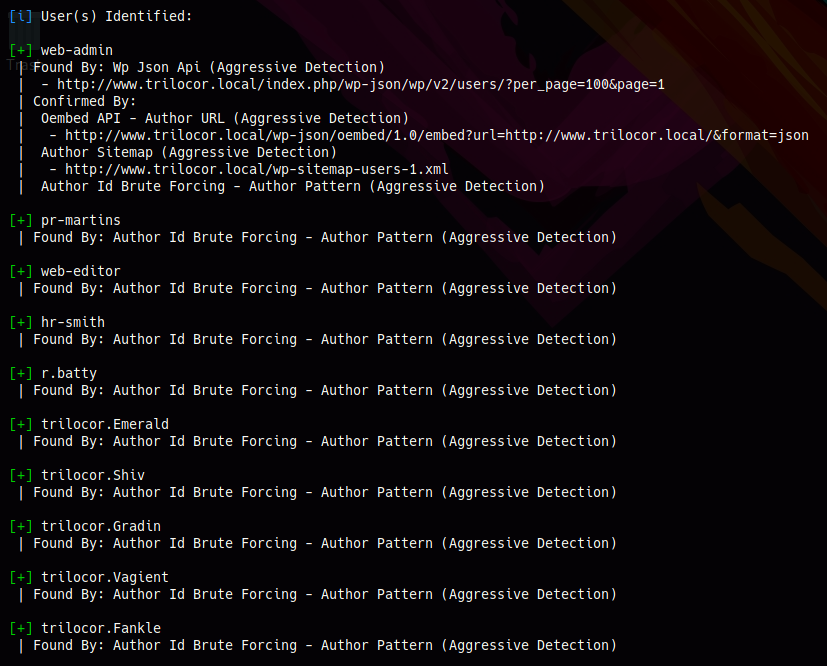 [i] User(s) Identified:
[+] web-admin
| Found By: Wp Json Api (Aggressive Detection)
|  - http://www.trilocor.local/index.php/wp-json/wp/v2/users/?per_page=100&page=1
| Confirmed By:
|  Oembed API - Author URL (Aggressive Detection)
|   - http://www.trilocor.local/wp-json/oembed/1.0/embed?url=http://www.trilocor.local/&format=json
|  Author Sitemap (Aggressive Detection)
|   - http://www.trilocor.local/wp-sitemap-users-1.xml
|  Author Id Brute Forcing - Author Pattern (Aggressive Detection)
[+] pr-martins
| Found By: Author Id Brute Forcing - Author Pattern (Aggressive Detection)
[+] web-editor
| Found By: Author Id Brute Forcing - Author Pattern (Aggressive Detection)
[+] hr-smith
| Found By: Author Id Brute Forcing - Author Pattern (Aggressive Detection)
[+] r.batty
| Found By: Author Id Brute Forcing - Author Pattern (Aggressive Detection)
[+] trilocor.Emerald
| Found By: Author Id Brute Forcing - Author Pattern (Aggressive Detection)
[+] trilocor.Shiv
| Found By: Author Id Brute Forcing - Author Pattern (Aggressive Detection)
[+] trilocor.Gradin
| Found By: Author Id Brute Forcing - Author Pattern (Aggressive Detection)
[+] trilocor.Vagient
| Found By: Author Id Brute Forcing - Author Pattern (Aggressive Detection)
[+] trilocor.Fankle
| Found By: Author Id Brute Forcing - Author Pattern (Aggressive Detection)